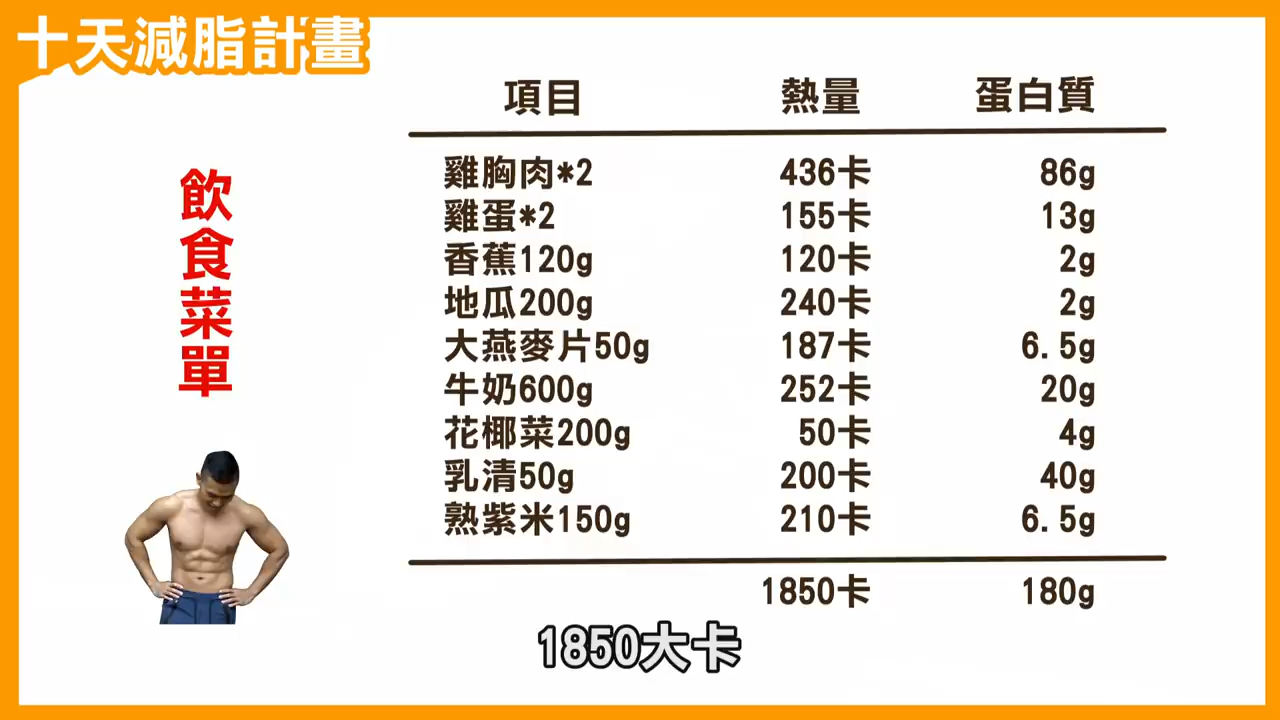 十天減脂計畫
飲食菜單
項目 熱量 蛋白質
雞胸肉*2 436卡 86g
雞蛋*2 155卡 13g
香蕉120g 120卡 2g
地瓜200g 240卡 2g
大燕麥片50g 187卡 6.5g
牛奶600g 252卡 20g
花椰菜200g 50卡 4g
乳清50g 200卡 40g
熟紫米150g 210卡 6.5g
1850卡 180g
1850大卡